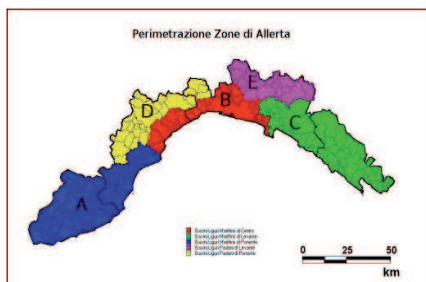 Perimetrazione Zone di Allerta
E
B
D
C
A
Bacini Liguri Marittimi di Centro
Bacini Liguri Marittimi di Levante
Bacini Liguri Marittimi di Ponente
Bacini Liguri Padani di Levante
Bacini Liguri Padani di Ponente
0 25 50
km